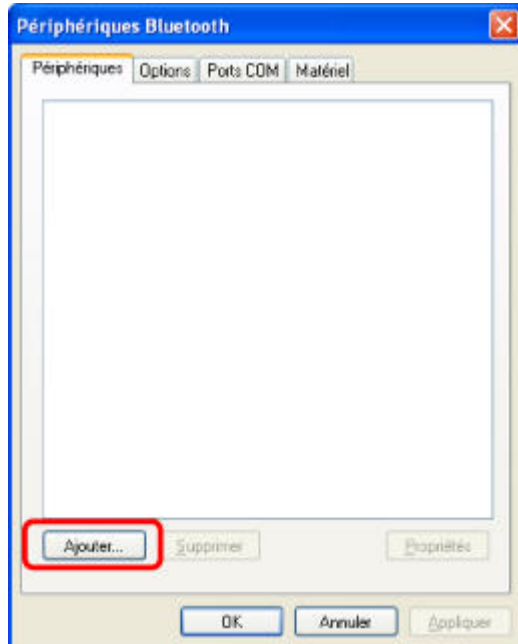 Périphériques Bluetooth
Périphériques Options Ports COM Matériel
Ajouter... Supprimer Propriétés
OK Annuler Appliquer